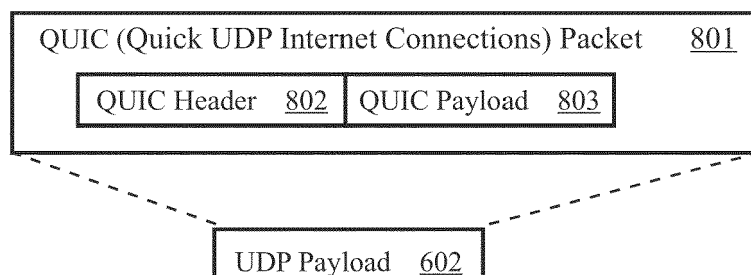 QUIC (Quick UDP Internet Connections) Packet 801
QUIC Header 802 QUIC Payload 803
UDP Payload 602